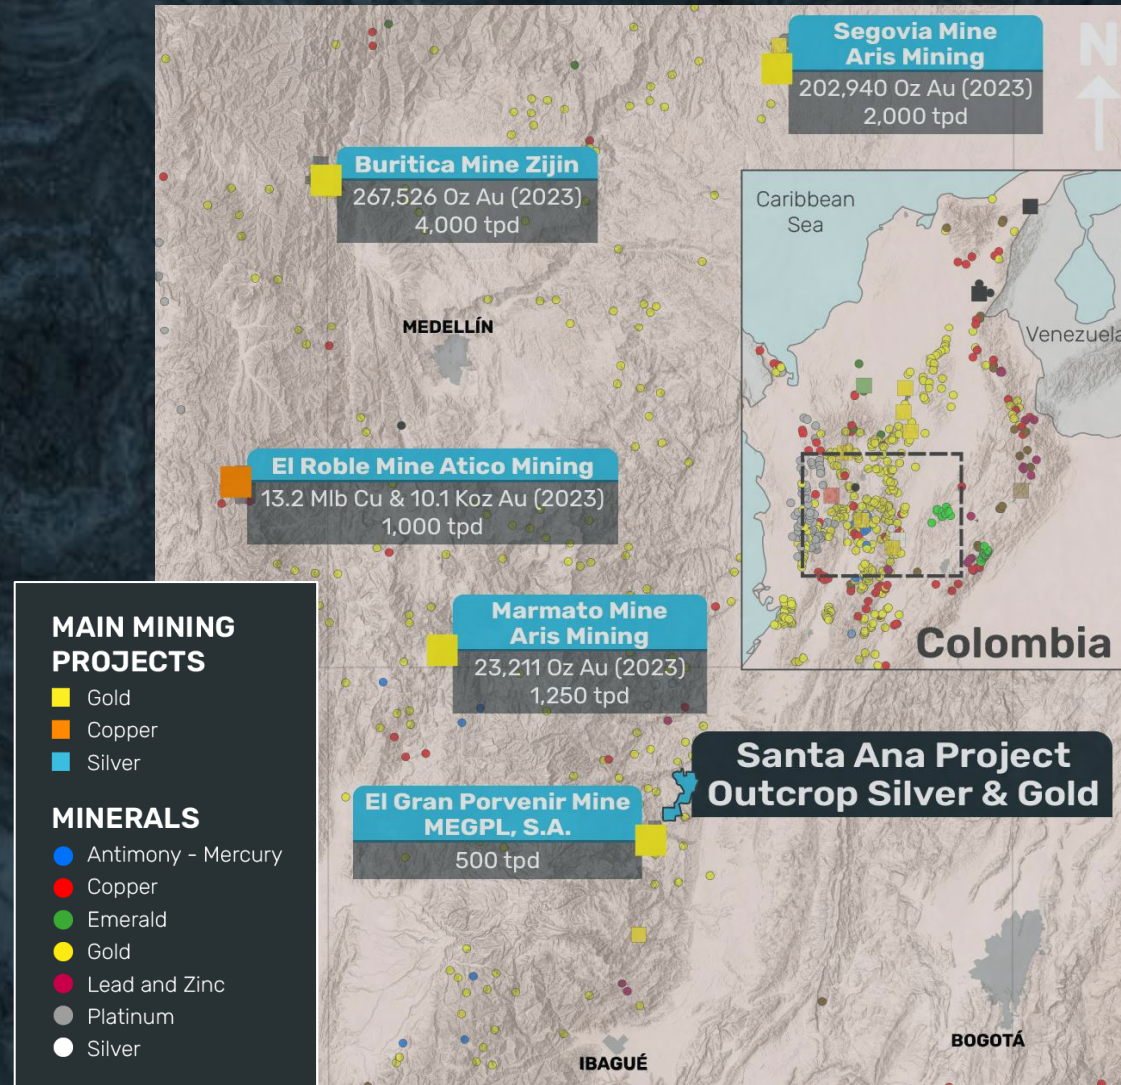 Segovia Mine
Aris Mining
202,940 Oz Au (2023)
2,000 tpd
N
Buritica Mine Zijin
267,526 Oz Au (2023)
4,000 tpd
Caribbean
Sea
Venezuela
MEDELLÍN
El Roble Mine Atico Mining
13.2 Mlb Cu & 10.1 Koz Au (2023)
1,000 tpd
Colombia
Marmato Mine
Aris Mining
23,211 Oz Au (2023)
1,250 tpd
Santa Ana Project
Outcrop Silver & Gold
El Gran Porvenir Mine
MEGPL, S.A.
500 tpd
BOGOTÁ
IBAGUÉ
MAIN MINING
PROJECTS
Gold
Copper
Silver
MINERALS
Antimony - Mercury
Copper
Emerald
Gold
Lead and Zinc
Platinum
Silver